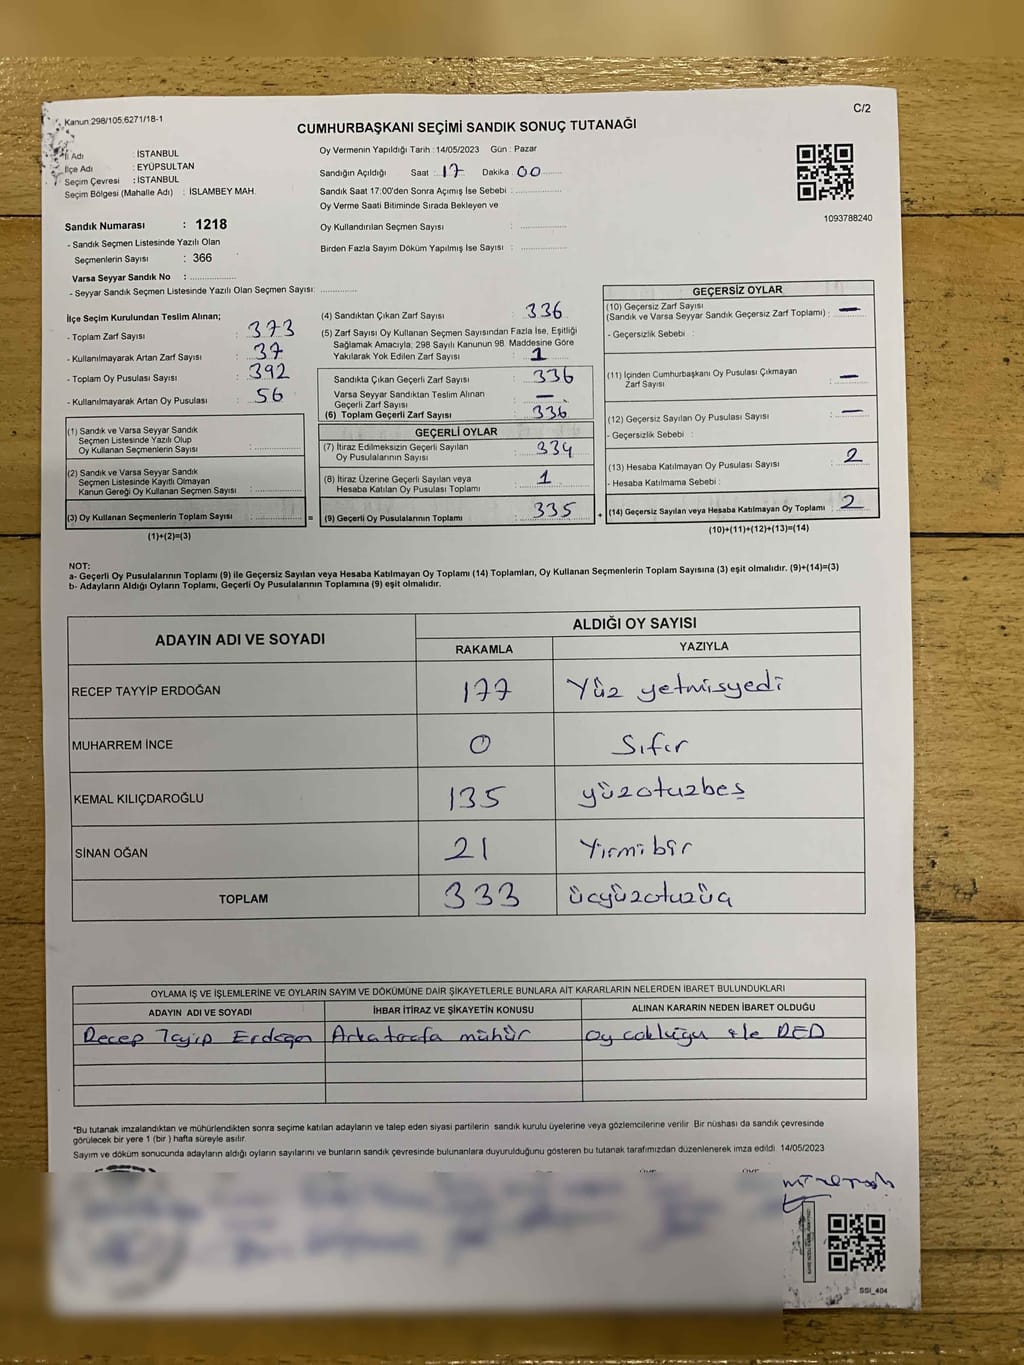 C/2
Kanun:298/105.6271/18-1
CUMHURBAŞKANI SEÇİMİ SANDIK SONUÇ TUTANAĞI
İl Adı : İSTANBUL
İlçe Adı : EYÜPSULTAN
Seçim Çevresi : İSTANBUL
Seçim Bölgesi (Mahalle Adı) : İSLAMBEY MAH.
Sandık Numarası : 1218
- Sandık Seçmen Listesinde Yazılı Olan
Seçmenlerin Sayısı : 366
Varsa Seyyar Sandık No :
- Seyyar Sandık Seçmen Listesinde Yazılı Olan Seçmen Sayısı:
Oy Vermenin Yapıldığı Tarih : 14/05/2023 Gün : Pazar
Sandığın Açıldığı Saat : 17 Dakika : 00
Sandık Saat 17:00'den Sonra Açımış İse Sebebi :
Oy Verme Saati Bitiminde Sırada Bekleyen ve
Oy Kullandırılan Seçmen Sayısı :
Birden Fazla Sayım Döküm Yapılmış İse Sayısı :
1093788240
İlçe Seçim Kurulundan Teslim Alınan;
- Toplam Zarf Sayısı : 373
- Kullanılmayarak Artan Zarf Sayısı : 37
- Toplam Oy Pusulası Sayısı : 392
- Kullanılmayarak Artan Oy Pusulası : 56
(1) Sandık ve Varsa Seyyar Sandık
Seçmen Listesinde Yazılı Olup
Oy Kullanan Seçmenlerin Sayısı :
(2) Sandık ve Varsa Seyyar Sandık
Seçmen Listesinde Kayıtlı Olmayan
Kanun Gereği Oy Kullanan Seçmen Sayısı :
(3) Oy Kullanan Seçmenlerin Toplam Sayısı :
(1)+(2)=(3)
(4) Sandıktan Çıkan Zarf Sayısı : 336
(5) Zarf Sayısı Oy Kullanan Seçmen Sayısından Fazla İse, Eşitliği
Sağlamak Amacıyla, 298 Sayılı Kanunun 98. Maddesine Göre
Yakılarak Yok Edilen Zarf Sayısı : 1
Sandıkta Çıkan Geçerli Zarf Sayısı : 336
Varsa Seyyar Sandıktan Teslim Alınan
Geçerli Zarf Sayısı : —
(6) Toplam Geçerli Zarf Sayısı : 336
GEÇERLİ OYLAR
(7) İtiraz Edilmeksizin Geçerli Sayılan
Oy Pusulalarının Sayısı : 334
(8) İtiraz Üzerine Geçerli Sayılan veya
Hesaba Katılan Oy Pusulası Toplamı : 1
= (9) Geçerli Oy Pusulalarının Toplamı : 335
GEÇERSİZ OYLAR
(10) Geçersiz Zarf Sayısı
(Sandık ve Varsa Seyyar Sandık Geçersiz Zarf Toplamı) : —
- Geçersizlik Sebebi :
(11) İçinden Cumhurbaşkanı Oy Pusulası Çıkmayan
Zarf Sayısı : —
(12) Geçersiz Sayılan Oy Pusulası Sayısı : —
- Geçersizlik Sebebi :
(13) Hesaba Katılmayan Oy Pusulası Sayısı : 2
- Hesaba Katılmama Sebebi :
+ (14) Geçersiz Sayılan veya Hesaba Katılmayan Oy Toplamı : 2
(10)+(11)+(12)+(13)=(14)
NOT:
a- Geçerli Oy Pusulalarının Toplamı (9) ile Geçersiz Sayılan veya Hesaba Katılmayan Oy Toplamı (14) Toplamları, Oy Kullanan Seçmenlerin Toplam Sayısına (3) eşit olmalıdır. (9)+(14)=(3)
b- Adayların Aldığı Oyların Toplamı, Geçerli Oy Pusulalarının Toplamına (9) eşit olmalıdır.
ADAYIN ADI VE SOYADI ALDIĞI OY SAYISI
RAKAMLA YAZIYLA
RECEP TAYYİP ERDOĞAN 177 Yüz yetmisyedi
MUHARREM İNCE 0 Sıfır
KEMAL KILIÇDAROĞLU 135 yüzotuzbeş
SİNAN OĞAN 21 Yirmibir
TOPLAM 333 üçyüzotuzüç
OYLAMA İŞ VE İŞLEMLERİNE VE OYLARIN SAYIM VE DÖKÜMÜNE DAİR ŞİKAYETLERLE BUNLARA AİT KARARLARIN NELERDEN İBARET BULUNDUKLARI
ADAYIN ADI VE SOYADI İHBAR İTİRAZ VE ŞİKAYETİN KONUSU ALINAN KARARIN NEDEN İBARET OLDUĞU
Recep Tayip Erdogan Arka tarafa mühür oy cokluğu ile RED
*Bu tutanak imzalandıktan ve mühürlendikten sonra seçime katılan adayların ve talep eden siyasi partilerin sandık kurulu üyelerine veya gözlemcilerine verilir. Bir nüshası da sandık çevresinde
görülecek bir yere 1 (bir ) hafta süreyle asılır.
Sayım ve döküm sonucunda adayların aldığı oyların sayılarını ve bunların sandık çevresinde bulunanlara duyurulduğunu gösteren bu tutanak tarafımızdan düzenlenerek imza edildi. 14/05/2023
SSI_404